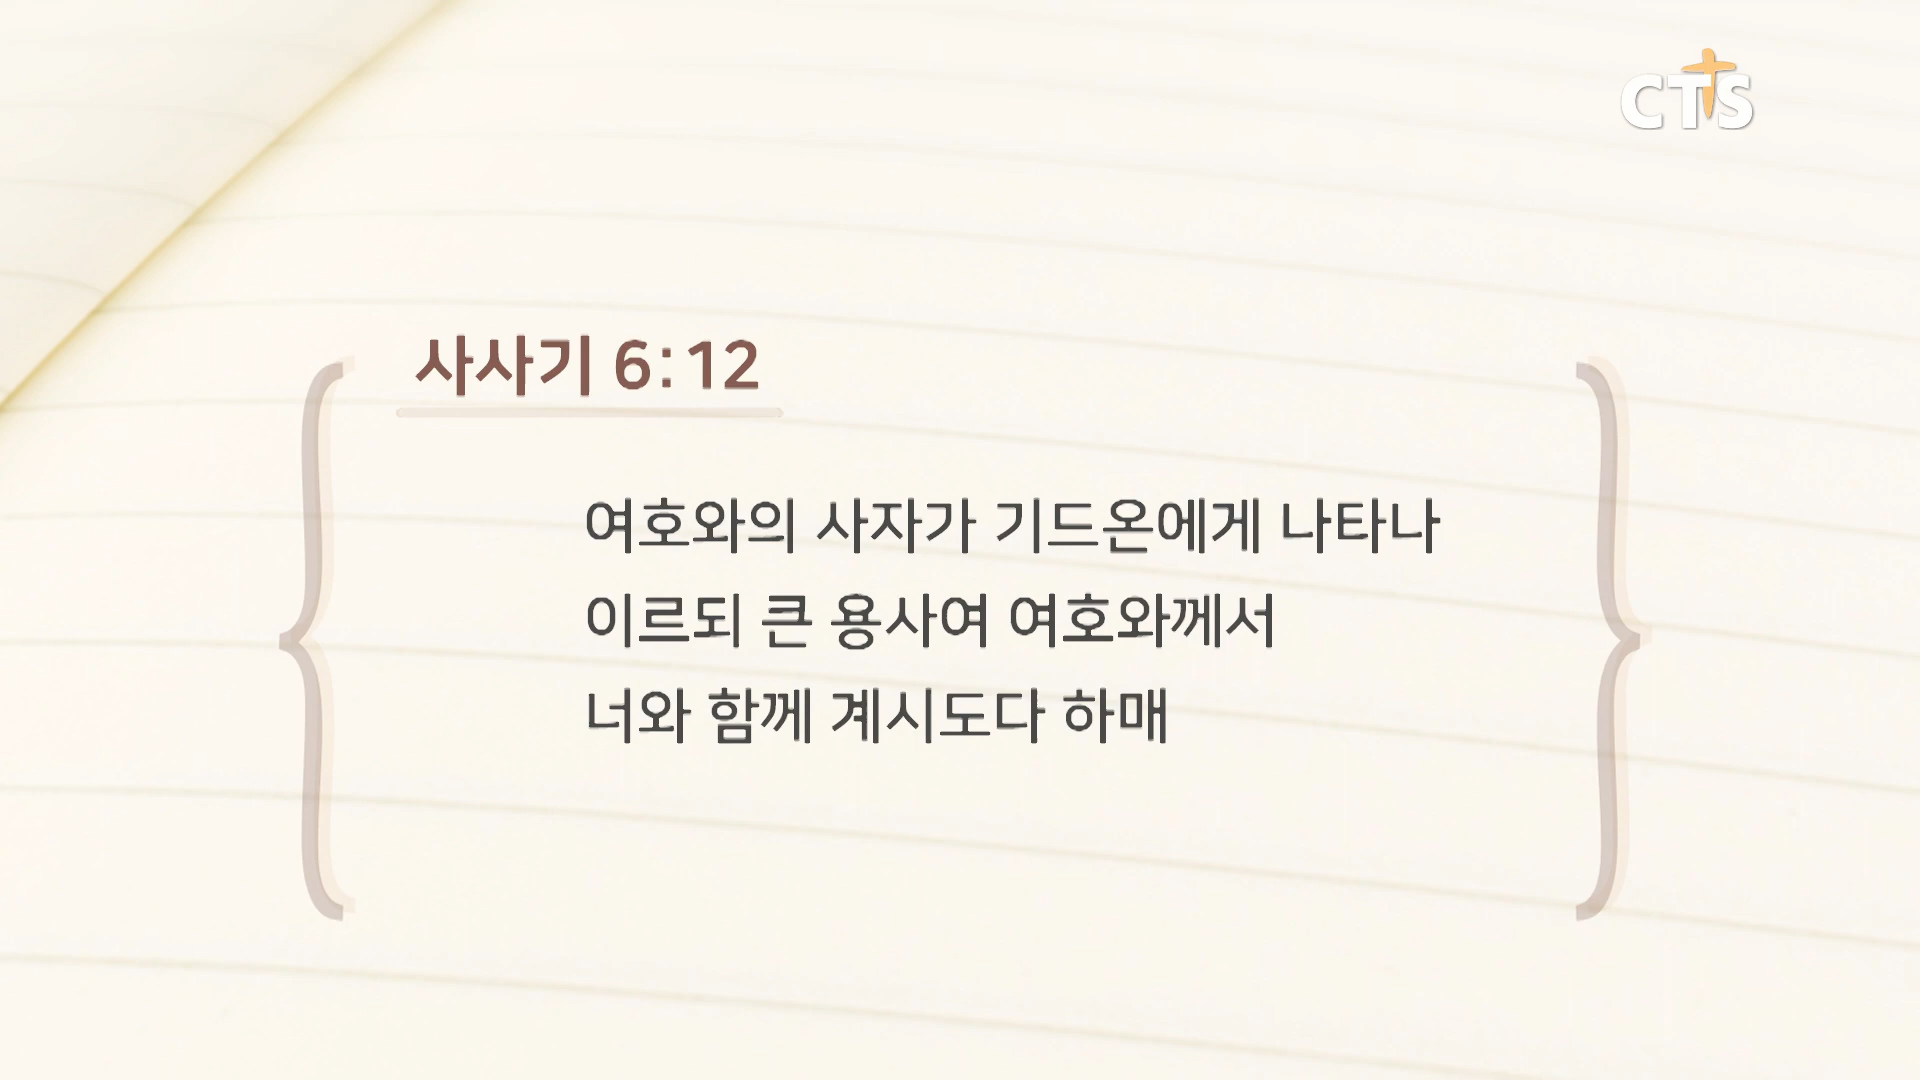 CTS
사사기 6:12
여호와의 사자가 기드온에게 나타나
이르되 큰 용사여 여호와께서
너와 함께 계시도다 하매